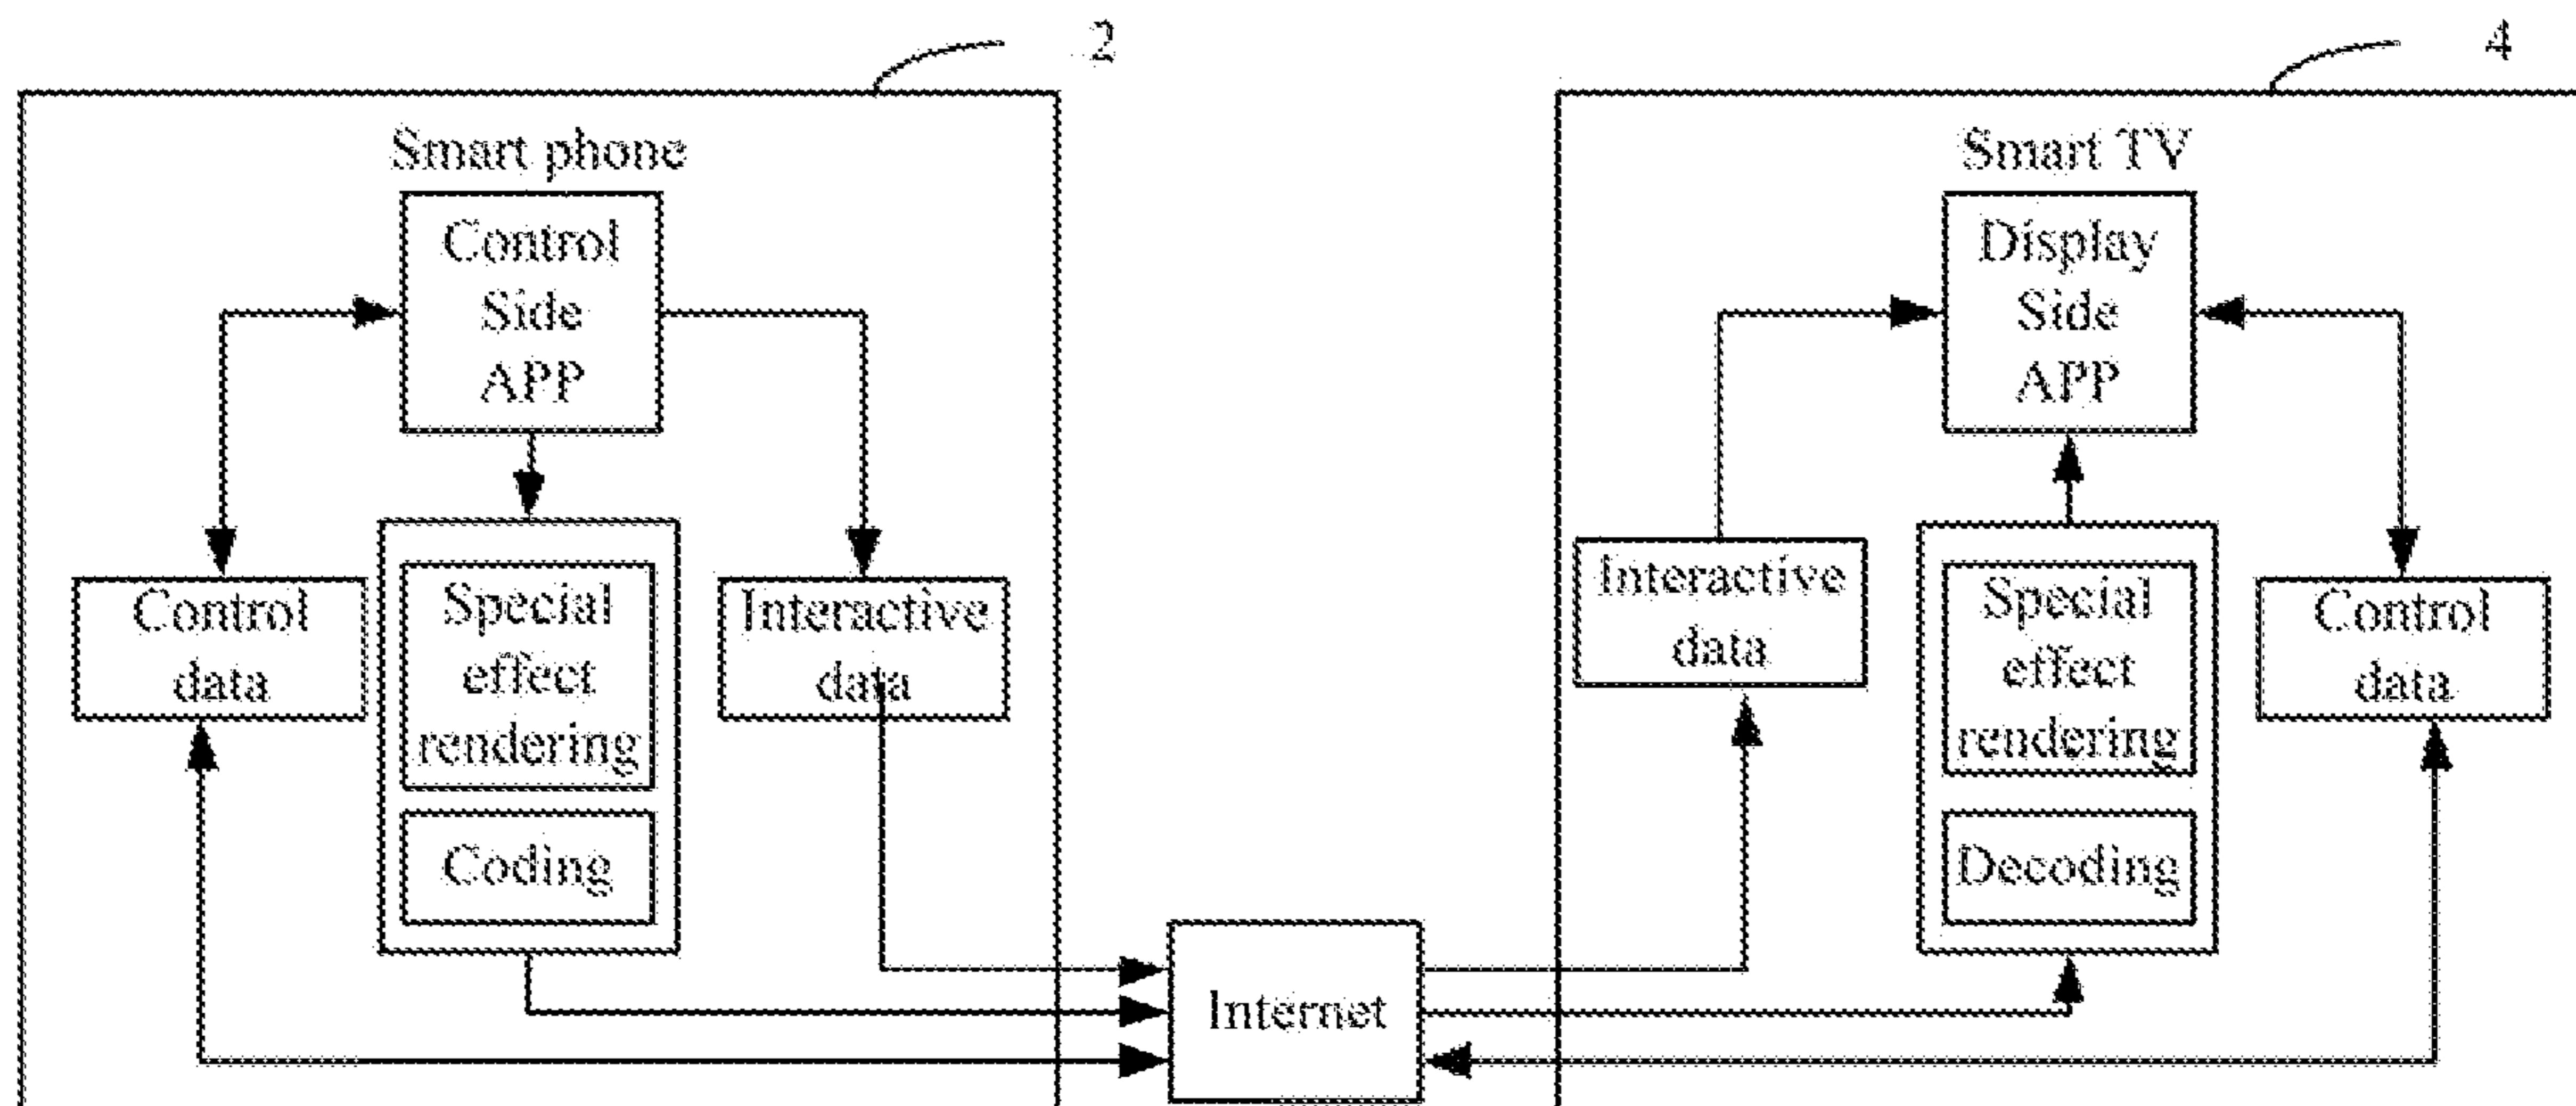 2
4
Smart phone
Control
Side
APP
Control
data
Special
effect
rendering
Coding
Interactive
data
Internet
Smart TV
Display
Side
APP
Interactive
data
Special
effect
rendering
Decoding
Control
data